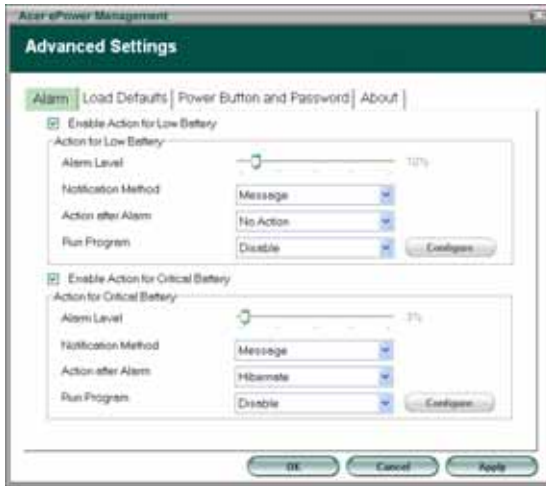 Acer ePower Management
Advanced Settings
Alarm Load Defaults Power Button and Password About
Enable Action for Low Battery
Action for Low Battery
Alarm Level 10%
Notification Method Message
Action after Alarm No Action
Run Program Disable Configure
Enable Action for Critical Battery
Action for Critical Battery
Alarm Level 3%
Notification Method Message
Action after Alarm Hibernate
Run Program Disable Configure
OK Cancel Apply